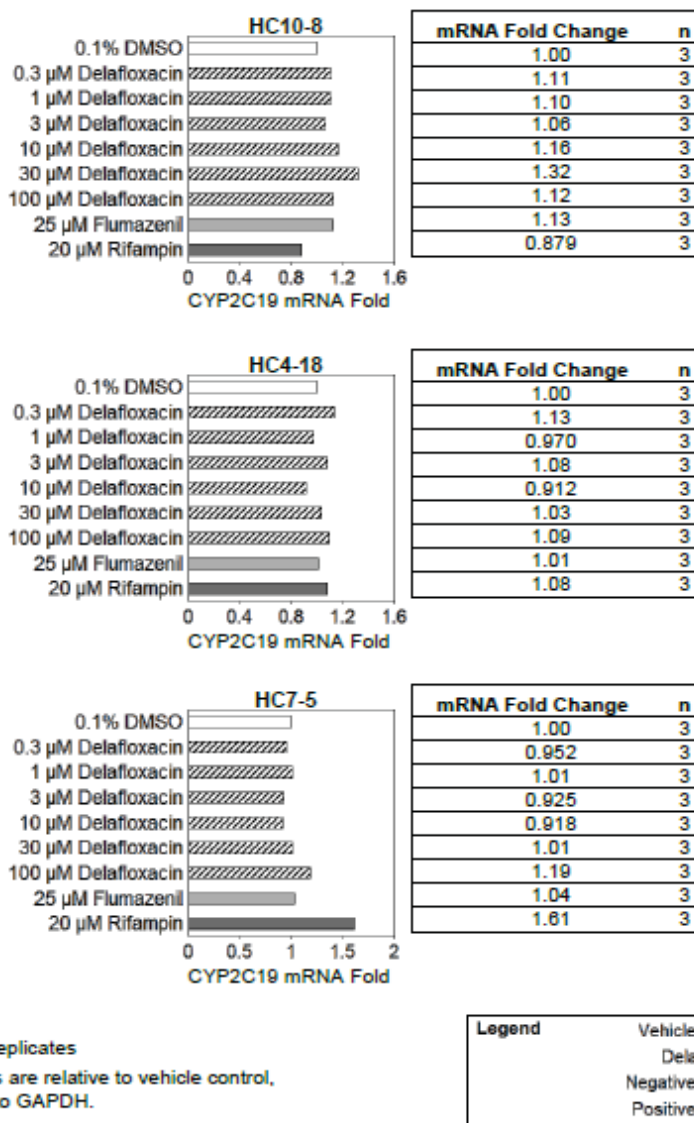 HC10-8
mRNA Fold Change n
0.1% DMSO 1.00 3
0.3 µM Delafloxacin 1.11 3
1 µM Delafloxacin 1.10 3
3 µM Delafloxacin 1.06 3
10 µM Delafloxacin 1.16 3
30 µM Delafloxacin 1.32 3
100 µM Delafloxacin 1.12 3
25 µM Flumazenil 1.13 3
20 µM Rifampin 0.879 3
0 0.4 0.8 1.2 1.6
CYP2C19 mRNA Fold
HC4-18
mRNA Fold Change n
0.1% DMSO 1.00 3
0.3 µM Delafloxacin 1.13 3
1 µM Delafloxacin 0.970 3
3 µM Delafloxacin 1.08 3
10 µM Delafloxacin 0.912 3
30 µM Delafloxacin 1.03 3
100 µM Delafloxacin 1.09 3
25 µM Flumazenil 1.01 3
20 µM Rifampin 1.08 3
0 0.4 0.8 1.2 1.6
CYP2C19 mRNA Fold
HC7-5
mRNA Fold Change n
0.1% DMSO 1.00 3
0.3 µM Delafloxacin 0.952 3
1 µM Delafloxacin 1.01 3
3 µM Delafloxacin 0.925 3
10 µM Delafloxacin 0.918 3
30 µM Delafloxacin 1.01 3
100 µM Delafloxacin 1.19 3
25 µM Flumazenil 1.04 3
20 µM Rifampin 1.61 3
0 0.5 1 1.5 2
CYP2C19 mRNA Fold
eplicates
s are relative to vehicle control,
o GAPDH.
Legend Vehicle
Dela
Negative
Positive